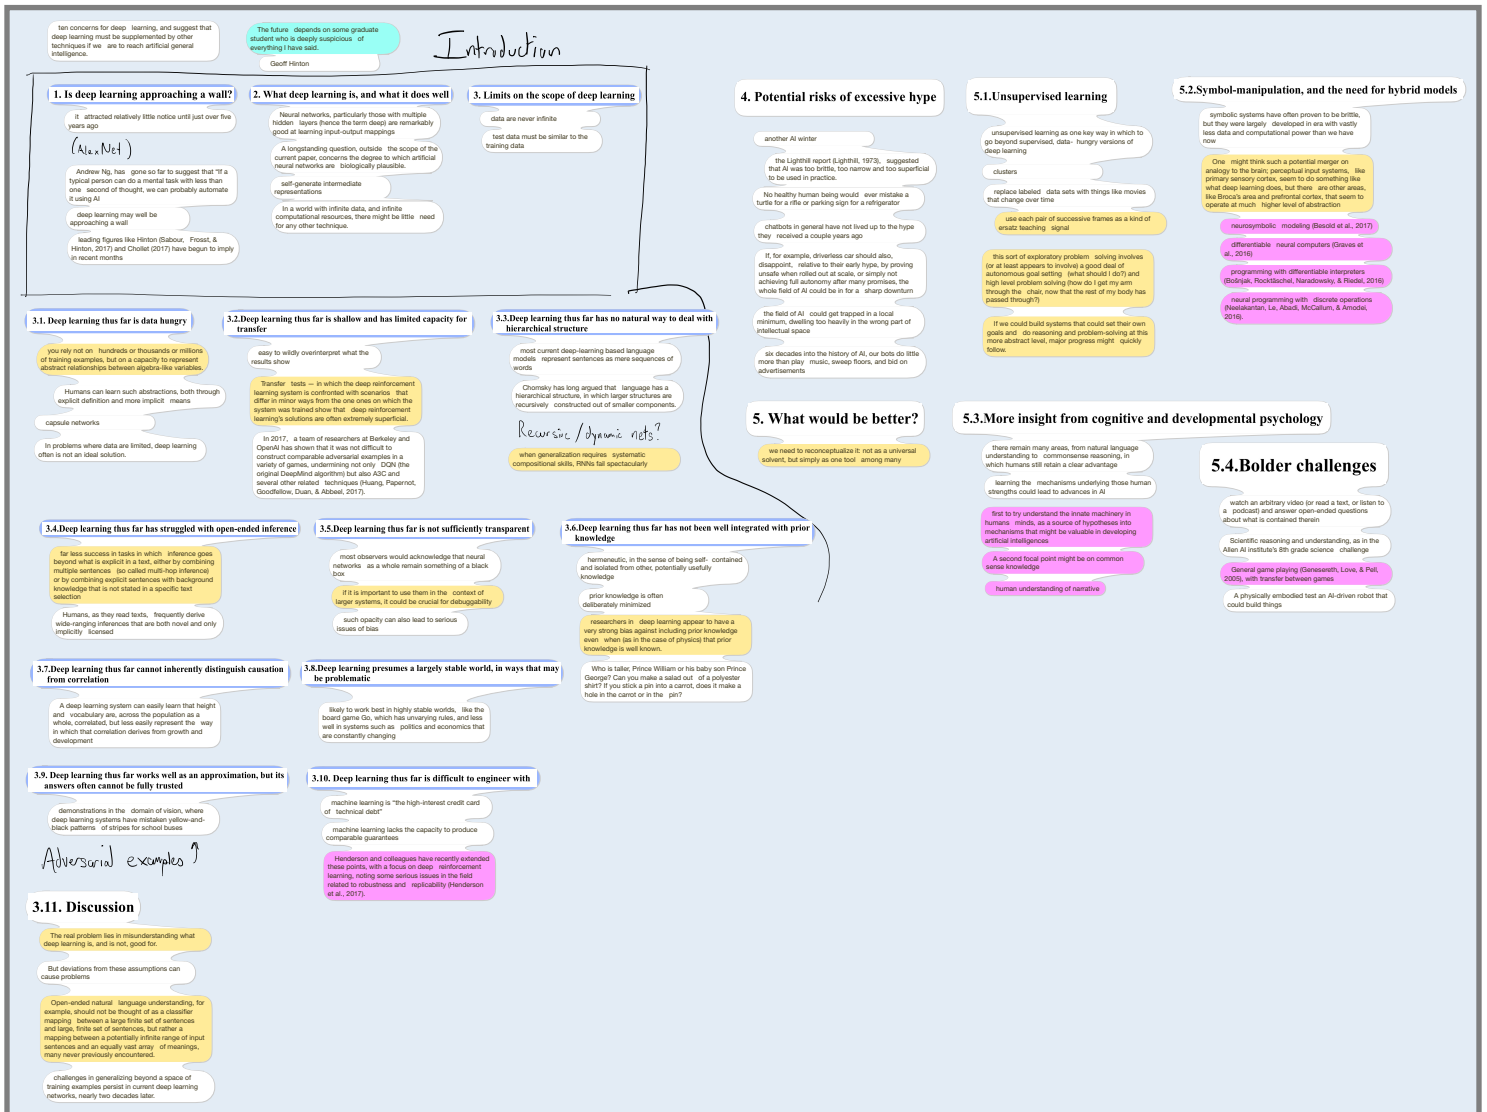 ten concerns for deep learning, and suggest that
deep learning must be supplemented by other
techniques if we are to reach artificial general
intelligence.
The future depends on some graduate
student who is deeply suspicious of
everything I have said.
Geoff Hinton
Introduction
1. Is deep learning approaching a wall?
it attracted relatively little notice until just over five
years ago
(AlexNet)
Andrew Ng, has gone so far to suggest that "If a
typical person can do a mental task with less than
one second of thought, we can probably automate
it using AI
deep learning may well be
approaching a wall
leading figures like Hinton (Sabour, Frosst, &
Hinton, 2017) and Chollet (2017) have begun to imply
in recent months
2. What deep learning is, and what it does well
Neural networks, particularly those with multiple
hidden layers (hence the term deep) are remarkably
good at learning input-output mappings
A longstanding question, outside the scope of the
current paper, concerns the degree to which artificial
neural networks are biologically plausible.
self-generate intermediate
representations
In a world with infinite data, and infinite
computational resources, there might be little need
for any other technique.
3. Limits on the scope of deep learning
data are never infinite
test data must be similar to the
training data
3.1. Deep learning thus far is data hungry
you rely not on hundreds or thousands or millions
of training examples, but on a capacity to represent
abstract relationships between algebra-like variables.
Humans can learn such abstractions, both through
explicit definition and more implicit means
capsule networks
In problems where data are limited, deep learning
often is not an ideal solution.
3.2.Deep learning thus far is shallow and has limited capacity for
transfer
easy to wildly overinterpret what the
results show
Transfer tests — in which the deep reinforcement
learning system is confronted with scenarios that
differ in minor ways from the one ones on which the
system was trained show that deep reinforcement
learning's solutions are often extremely superficial.
In 2017, a team of researchers at Berkeley and
OpenAI has shown that it was not difficult to
construct comparable adversarial examples in a
variety of games, undermining not only DQN (the
original DeepMind algorithm) but also A3C and
several other related techniques (Huang, Papernot,
Goodfellow, Duan, & Abbeel, 2017).
3.3.Deep learning thus far has no natural way to deal with
hierarchical structure
most current deep-learning based language
models represent sentences as mere sequences of
words
Chomsky has long argued that language has a
hierarchical structure, in which larger structures are
recursively constructed out of smaller components.
Recursive/dynamic nets?
when generalization requires systematic
compositional skills, RNNs fail spectacularly
3.4.Deep learning thus far has struggled with open-ended inference
far less success in tasks in which inference goes
beyond what is explicit in a text, either by combining
multiple sentences (so called multi-hop inference)
or by combining explicit sentences with background
knowledge that is not stated in a specific text
selection
Humans, as they read texts, frequently derive
wide-ranging inferences that are both novel and only
implicitly licensed
3.5.Deep learning thus far is not sufficiently transparent
most observers would acknowledge that neural
networks as a whole remain something of a black
box
if it is important to use them in the context of
larger systems, it could be crucial for debuggability
such opacity can also lead to serious
issues of bias
3.6.Deep learning thus far has not been well integrated with prior
knowledge
hermeneutic, in the sense of being self- contained
and isolated from other, potentially usefully
knowledge
prior knowledge is often
deliberately minimized
researchers in deep learning appear to have a
very strong bias against including prior knowledge
even when (as in the case of physics) that prior
knowledge is well known.
Who is taller, Prince William or his baby son Prince
George? Can you make a salad out of a polyester
shirt? If you stick a pin into a carrot, does it make a
hole in the carrot or in the pin?
3.7.Deep learning thus far cannot inherently distinguish causation
from correlation
A deep learning system can easily learn that height
and vocabulary are, across the population as a
whole, correlated, but less easily represent the way
in which that correlation derives from growth and
development
3.8.Deep learning presumes a largely stable world, in ways that may
be problematic
likely to work best in highly stable worlds, like the
board game Go, which has unvarying rules, and less
well in systems such as politics and economics that
are constantly changing
3.9. Deep learning thus far works well as an approximation, but its
answers often cannot be fully trusted
demonstrations in the domain of vision, where
deep learning systems have mistaken yellow-and-
black patterns of stripes for school buses
Adversarial examples ↑
3.10. Deep learning thus far is difficult to engineer with
machine learning is "the high-interest credit card
of technical debt"
machine learning lacks the capacity to produce
comparable guarantees
Henderson and colleagues have recently extended
these points, with a focus on deep reinforcement
learning, noting some serious issues in the field
related to robustness and replicability (Henderson
et al., 2017).
3.11. Discussion
The real problem lies in misunderstanding what
deep learning is, and is not, good for.
But deviations from these assumptions can
cause problems
Open-ended natural language understanding, for
example, should not be thought of as a classifier
mapping between a large finite set of sentences
and large, finite set of sentences, but rather a
mapping between a potentially infinite range of input
sentences and an equally vast array of meanings,
many never previously encountered.
challenges in generalizing beyond a space of
training examples persist in current deep learning
networks, nearly two decades later.
4. Potential risks of excessive hype
another AI winter
the Lighthill report (Lighthill, 1973), suggested
that AI was too brittle, too narrow and too superficial
to be used in practice.
No healthy human being would ever mistake a
turtle for a rifle or parking sign for a refrigerator
chatbots in general have not lived up to the hype
they received a couple years ago
If, for example, driverless car should also,
disappoint, relative to their early hype, by proving
unsafe when rolled out at scale, or simply not
achieving full autonomy after many promises, the
whole field of AI could be in for a sharp downturn
the field of AI could get trapped in a local
minimum, dwelling too heavily in the wrong part of
intellectual space
six decades into the history of AI, our bots do little
more than play music, sweep floors, and bid on
advertisements
5. What would be better?
we need to reconceptualize it: not as a universal
solvent, but simply as one tool among many
5.1.Unsupervised learning
unsupervised learning as one key way in which to
go beyond supervised, data- hungry versions of
deep learning
clusters
replace labeled data sets with things like movies
that change over time
use each pair of successive frames as a kind of
ersatz teaching signal
this sort of exploratory problem solving involves
(or at least appears to involve) a good deal of
autonomous goal setting (what should I do?) and
high level problem solving (how do I get my arm
through the chair, now that the rest of my body has
passed through?)
If we could build systems that could set their own
goals and do reasoning and problem-solving at this
more abstract level, major progress might quickly
follow.
5.2.Symbol-manipulation, and the need for hybrid models
symbolic systems have often proven to be brittle,
but they were largely developed in era with vastly
less data and computational power than we have
now
One might think such a potential merger on
analogy to the brain; perceptual input systems, like
primary sensory cortex, seem to do something like
what deep learning does, but there are other areas,
like Broca's area and prefrontal cortex, that seem to
operate at much higher level of abstraction
neurosymbolic modeling (Besold et al., 2017)
differentiable neural computers (Graves et
al., 2016)
programming with differentiable interpreters
(Bošnjak, Rocktäschel, Naradowsky, & Riedel, 2016)
neural programming with discrete operations
(Neelakantan, Le, Abadi, McCallum, & Amodei,
2016).
5.3.More insight from cognitive and developmental psychology
there remain many areas, from natural language
understanding to commonsense reasoning, in
which humans still retain a clear advantage
learning the mechanisms underlying those human
strengths could lead to advances in AI
first to try understand the innate machinery in
humans minds, as a source of hypotheses into
mechanisms that might be valuable in developing
artificial intelligences
A second focal point might be on common
sense knowledge
human understanding of narrative
5.4.Bolder challenges
watch an arbitrary video (or read a text, or listen to
a podcast) and answer open-ended questions
about what is contained therein
Scientific reasoning and understanding, as in the
Allen AI institute's 8th grade science challenge
General game playing (Genesereth, Love, & Pell,
2005), with transfer between games
A physically embodied test an AI-driven robot that
could build things